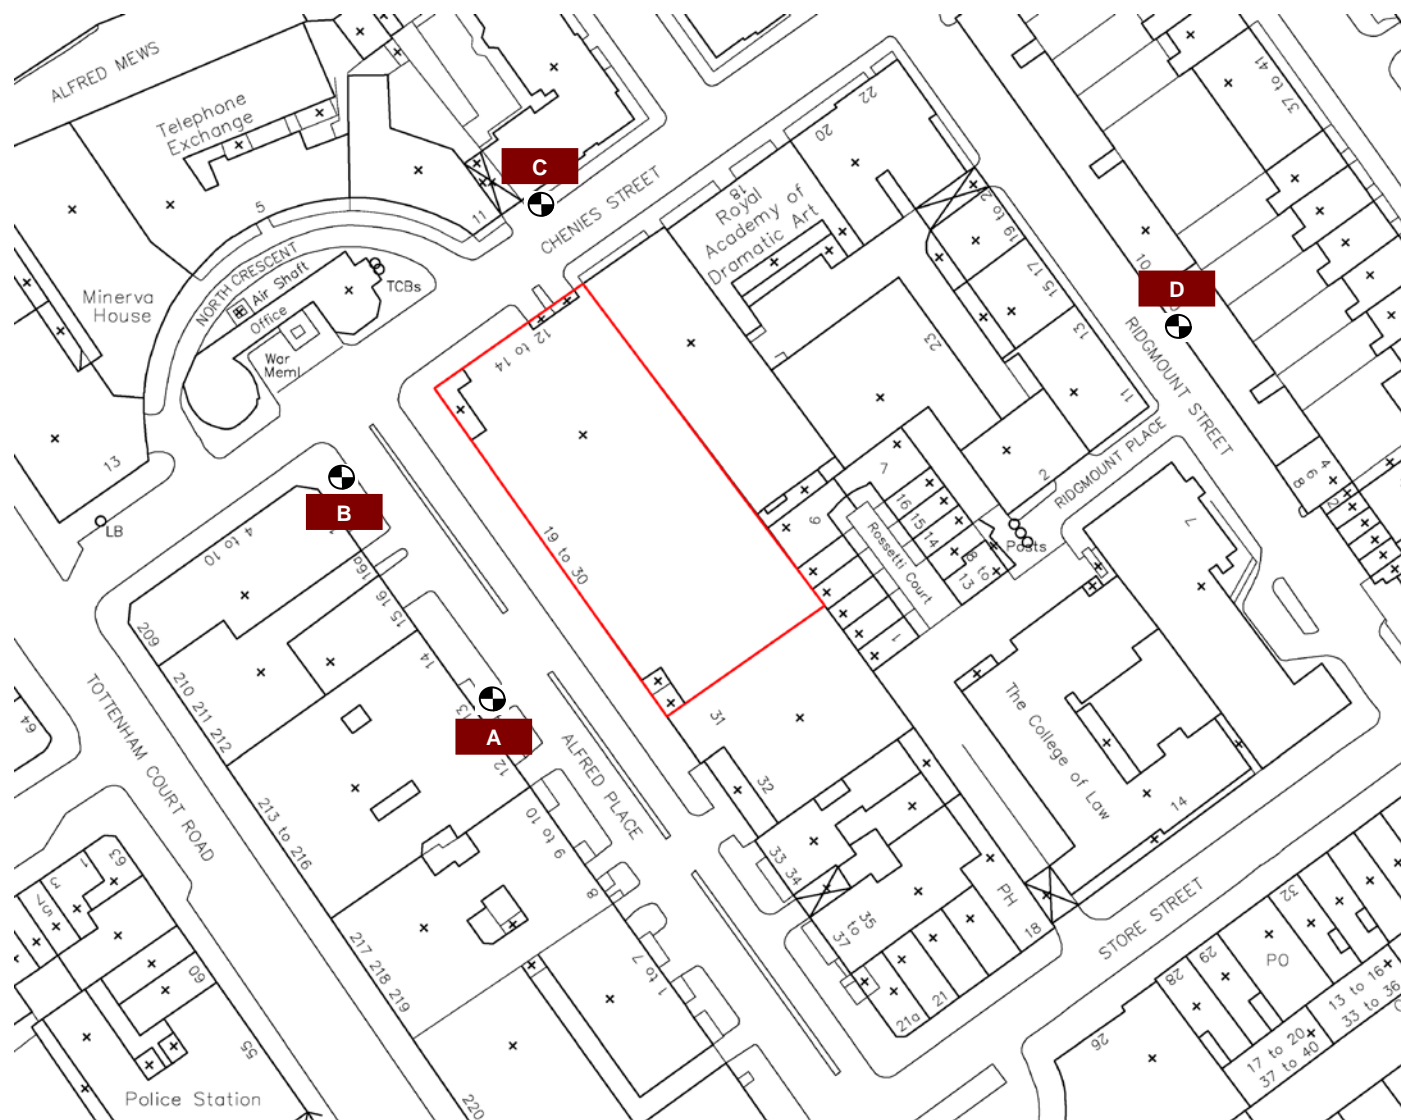 ALFRED MEWS
Telephone
Exchange
5
11
C
CHENIES STREET
18
Royal
Academy of
Dramatic Art
20
22
37 to 41
19 to
17
15
13
11
10
D
RIDGMOUNT STREET
Minerva
House
NORTH CRESCENT
Air Shaft
Office
TCBs
War
Meml
12 to 14
23
13
LB
B
4 to 10
16a
16
15
14
13
12
A
19 to 30
7
9
16
15
14
8 to
13
Rossetti Court
1
Posts
2
RIDGMOUNT PLACE
7
4
6
8
2
64
209
210
211
212
TOTTENHAM COURT ROAD
213 to 216
ALFRED PLACE
9 to 10
8
1 to 7
31
32
33
34
35
to
37
The College of Law
14
PH
18
21
21a
STORE STREET
63
1
3
57
60
55
Police Station
217
218
219
220
26
28
29
32
PO
13 to 16
33 to 36
17 to 20
37 to 40